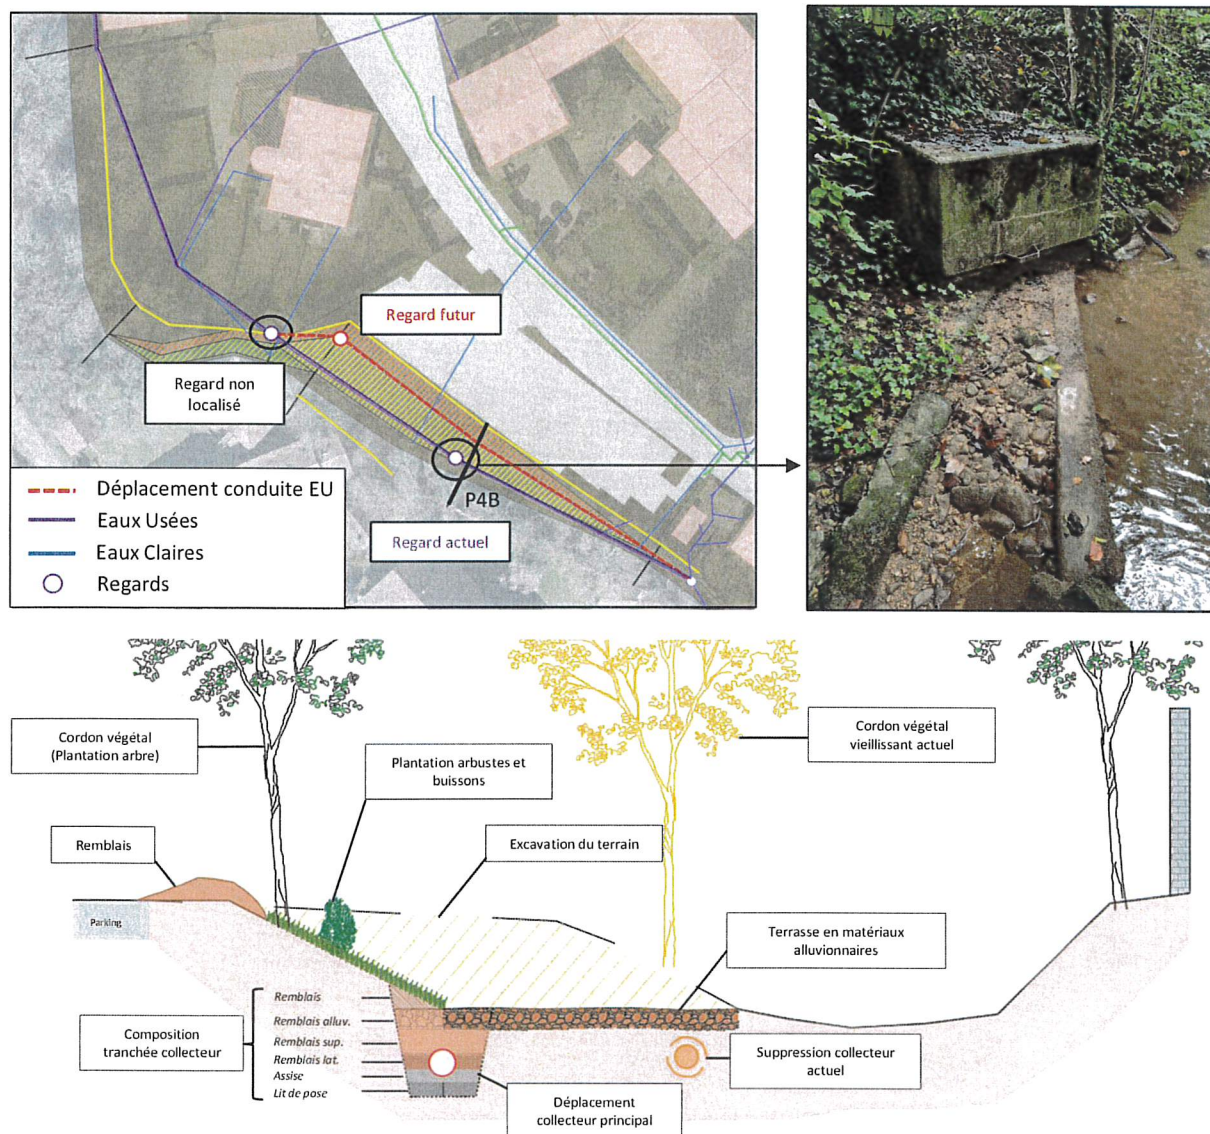 Regard futur
Regard non
localisé
P4B
Regard actuel
Déplacement conduite EU
Eaux Usées
Eaux Claires
Regards
Cordon végétal
(Plantation arbre)
Plantation arbustes et
buissons
Cordon végétal
vieillissant actuel
Remblais
Excavation du terrain
Parking
Terrasse en matériaux
alluvionnaires
Composition
tranchée collecteur
Remblais
Remblais alluv.
Remblais sup.
Remblais lat.
Assise
Lit de pose
Suppression collecteur
actuel
Déplacement
collecteur principal